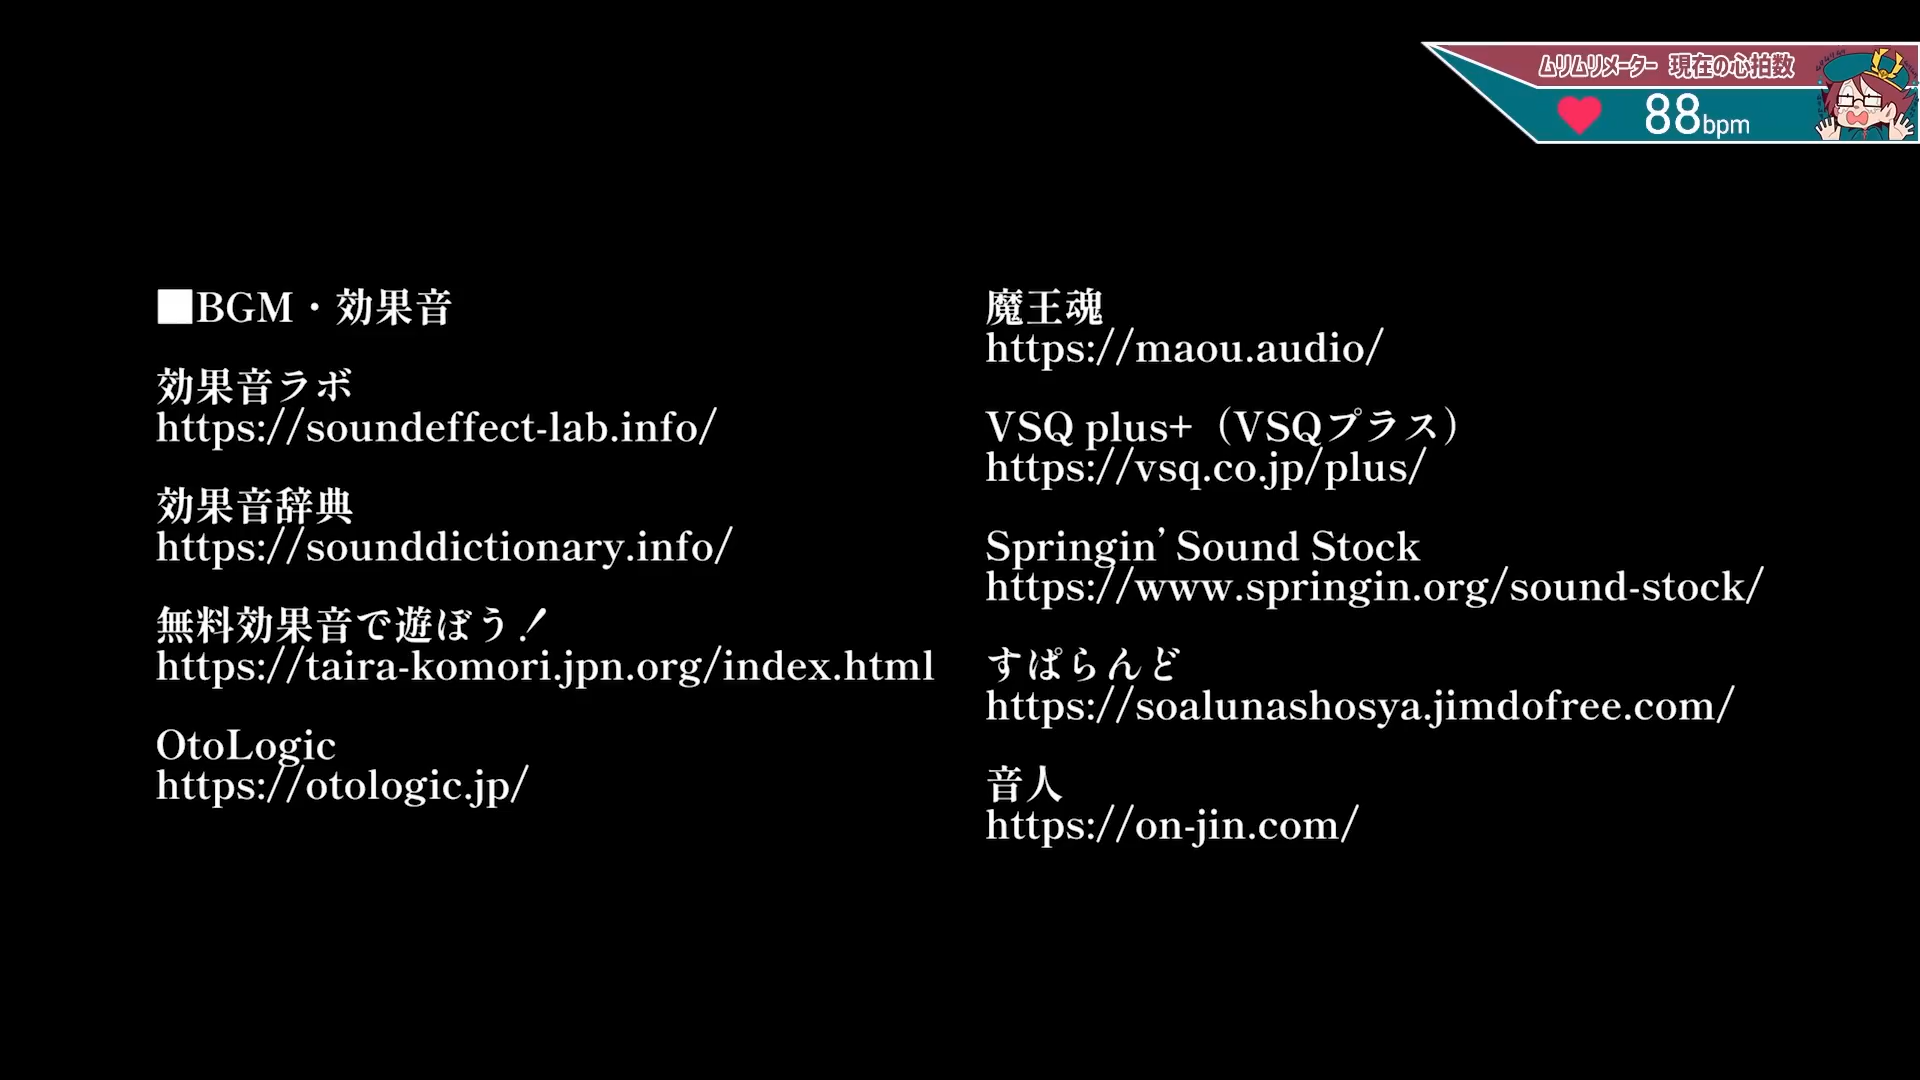 ムリムリメーター 現在の心拍数
88bpm
■BGM・効果音
効果音ラボ
https://soundeffect-lab.info/
効果音辞典
https://sounddictionary.info/
無料効果音で遊ぼう！
https://taira-komori.jpn.org/index.html
OtoLogic
https://otologic.jp/
魔王魂
https://maou.audio/
VSQ plus+（VSQプラス）
https://vsq.co.jp/plus/
Springin’ Sound Stock
https://www.springin.org/sound-stock/
すぱらんど
https://soalunashosya.jimdofree.com/
音人
https://on-jin.com/